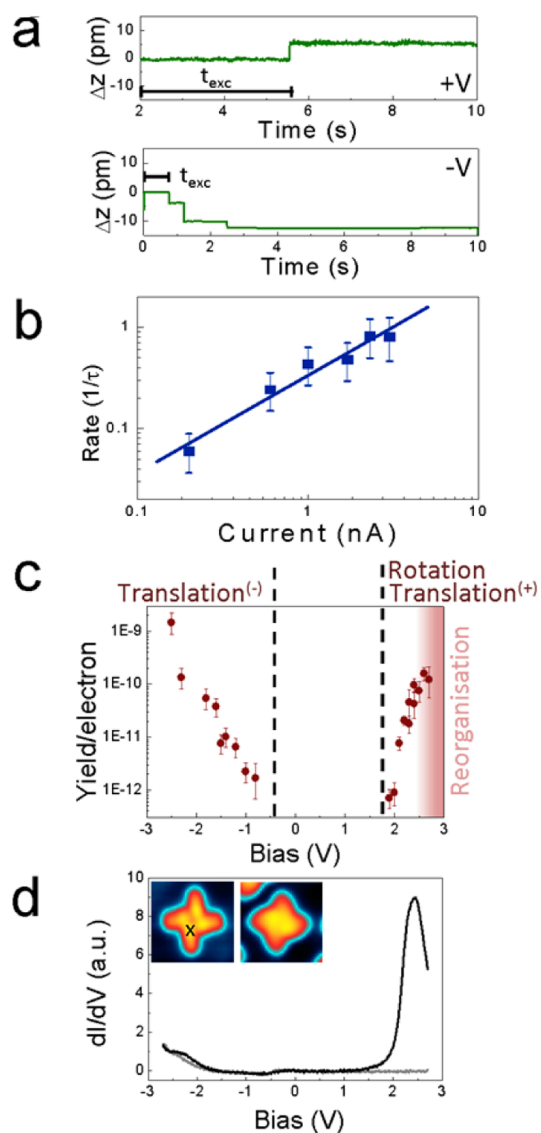 a
Δz (pm)
10
0
-10
t_exc
+V
2 4 6 8 10
Time (s)
Δz (pm)
10
0
-10
t_exc
-V
0 2 4 6 8 10
Time (s)
b
Rate (1/τ)
1
0.1
0.1 1 10
Current (nA)
c
Translation(-)
Rotation
Translation(+)
Reorganisation
Yield/electron
1E-9
1E-10
1E-11
1E-12
-3 -2 -1 0 1 2 3
Bias (V)
d
dI/dV (a.u.)
10
8
6
4
2
0
x
-3 -2 -1 0 1 2 3
Bias (V)